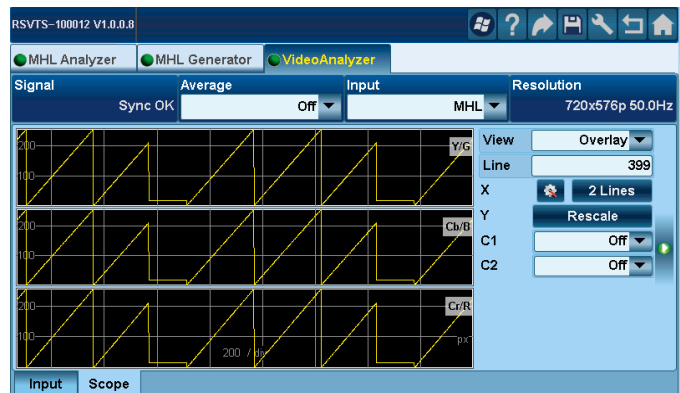 RSVTS-100012 V1.0.0.8
?
MHL Analyzer MHL Generator VideoAnalyzer
Signal Average Input Resolution
Sync OK Off MHL 720x576p 50.0Hz
200 Y/G
100
200 Cb/B
100
200 Cr/R
100 px
200 / div
View Overlay
Line 399
X 2 Lines
Y Rescale
C1 Off
C2 Off
Input Scope